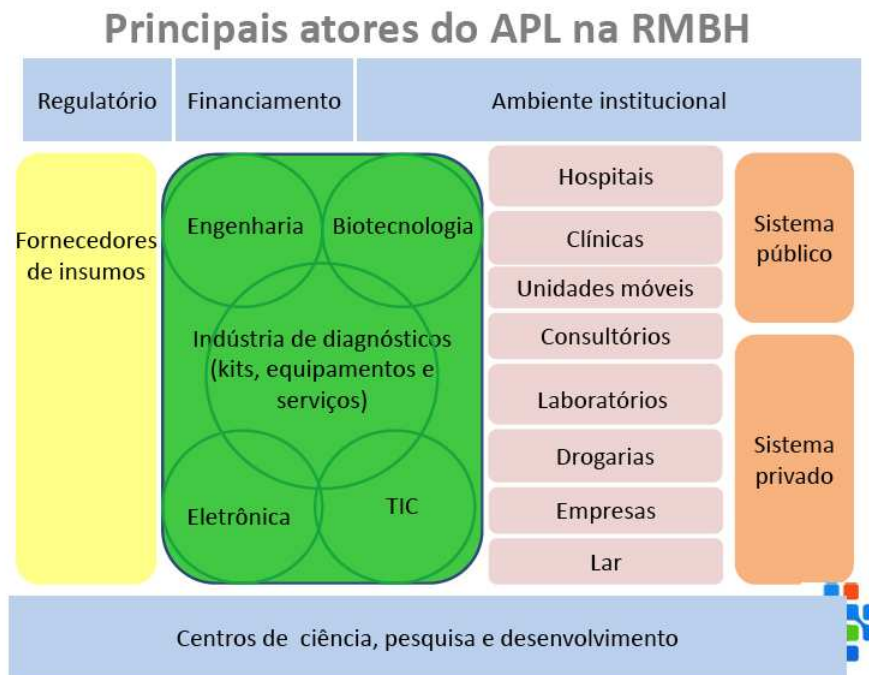 Principais atores do APL na RMBH
Regulatório
Financiamento
Ambiente institucional
Fornecedores
de insumos
Engenharia
Biotecnologia
Indústria de diagnósticos
(kits, equipamentos e
serviços)
Eletrônica
TIC
Hospitais
Clínicas
Unidades móveis
Consultórios
Laboratórios
Drogarias
Empresas
Lar
Sistema
público
Sistema
privado
Centros de ciência, pesquisa e desenvolvimento